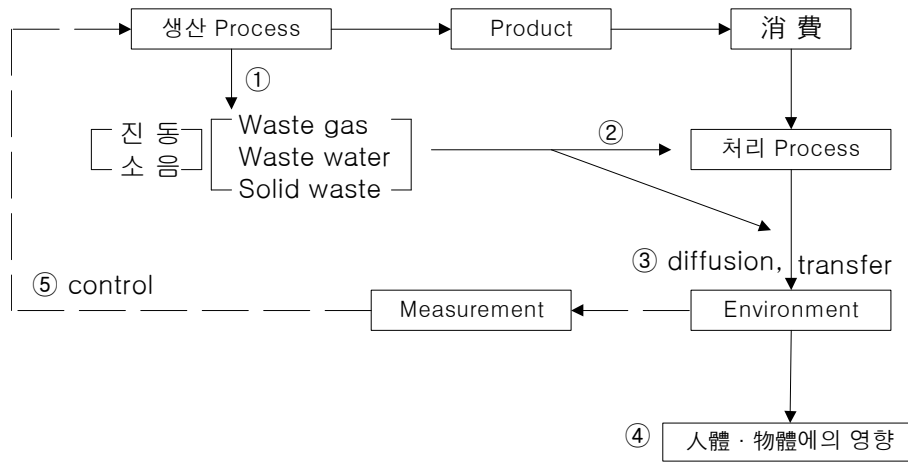 생산 Process
Product
消 費
①
진 동
소 음
Waste gas
Waste water
Solid waste
②
처리 Process
③ diffusion, transfer
⑤ control
Measurement
Environment
④
人體 · 物體에의 영향